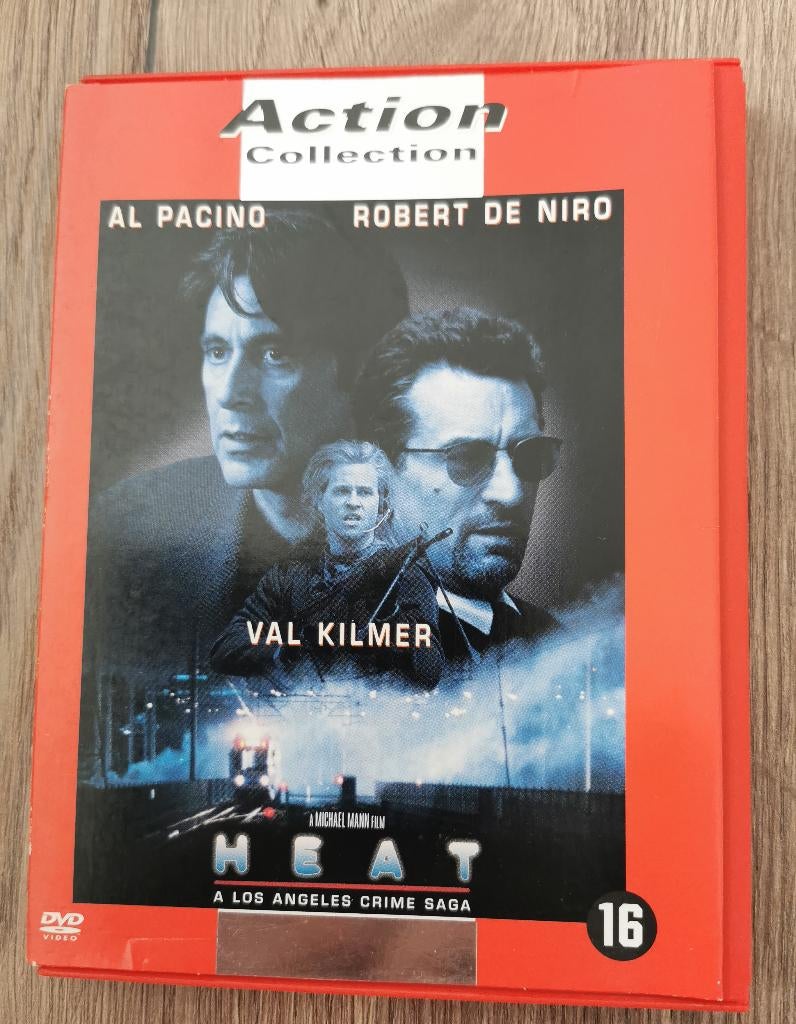 Action
Collection
AL PACINO ROBERT DE NIRO
VAL KILMER
A MICHAEL MANN FILM
HEAT
A LOS ANGELES CRIME SAGA
DVD
VIDEO
16